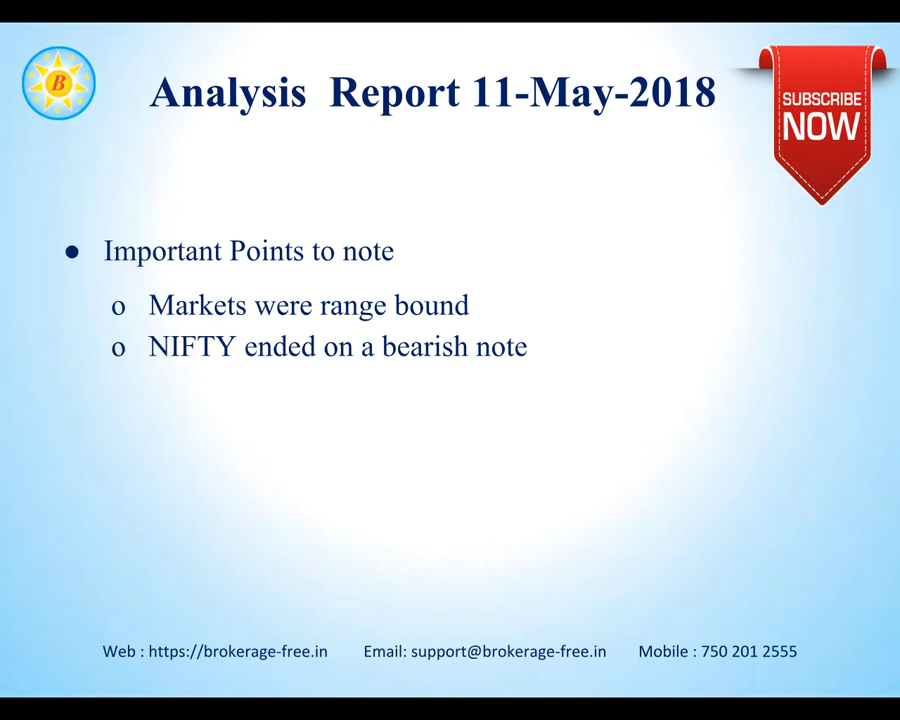 B
Analysis Report 11-May-2018
SUBSCRIBE
NOW
● Important Points to note
o Markets were range bound
o NIFTY ended on a bearish note
Web : https://brokerage-free.in Email: support@brokerage-free.in Mobile : 750 201 2555